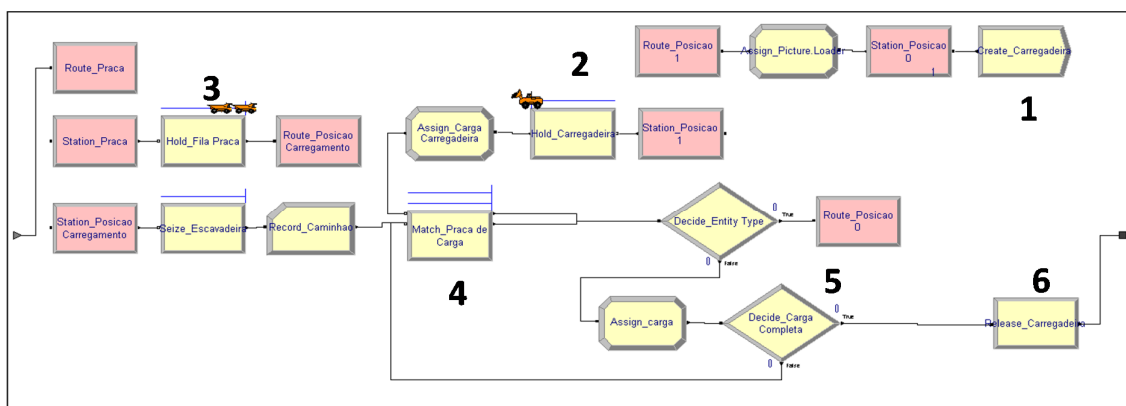 Route_Posicao
1
Assign_Picture.Loader
Station_Posicao
0
1
Create_Carregadeira
Route_Praca
2
3
1
Station_Praca
Hold_Fila Praca
Route_Posicao
Carregamento
Assign_Carga
Carregadeira
Hold_Carregadeira
Station_Posicao
1
Station_Posicao
Carregamento
Seize_Escavadeira
Record_Caminhao
Match_Praca de
Carga
Decide_Entity Type
0
True
Route_Posicao
0
0
False
4
5
6
Assign_carga
Decide_Carga
Completa
0
True
Release_Carregadeira
0
False